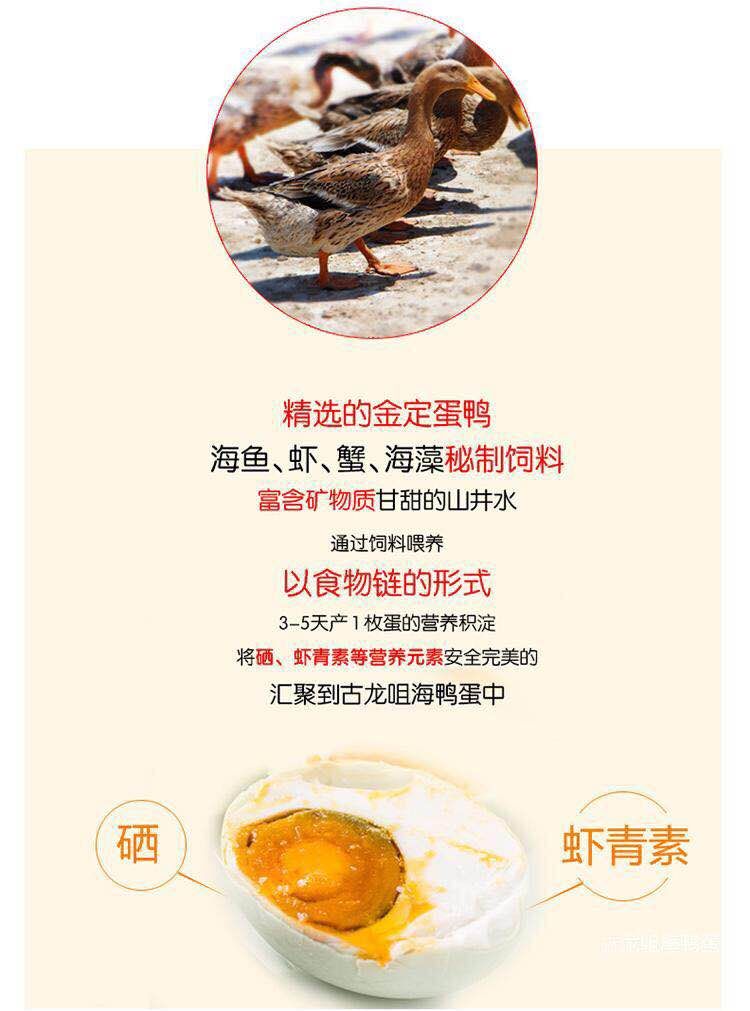 精选的金定蛋鸭
海鱼、虾、蟹、海藻秘制饲料
富含矿物质甘甜的山井水
通过饲料喂养
以食物链的形式
3-5天产1枚蛋的营养积淀
将硒、虾青素等营养元素安全完美的
汇聚到古龙咀海鸭蛋中
硒
虾青素